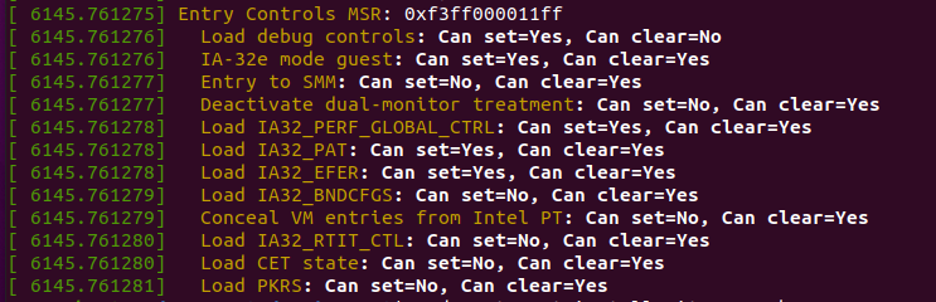 [ 6145.761275] Entry Controls MSR: 0xf3ff000011ff
[ 6145.761276]   Load debug controls: Can set=Yes, Can clear=No
[ 6145.761276]   IA-32e mode guest: Can set=Yes, Can clear=Yes
[ 6145.761277]   Entry to SMM: Can set=No, Can clear=Yes
[ 6145.761277]   Deactivate dual-monitor treatment: Can set=No, Can clear=Yes
[ 6145.761278]   Load IA32_PERF_GLOBAL_CTRL: Can set=Yes, Can clear=Yes
[ 6145.761278]   Load IA32_PAT: Can set=Yes, Can clear=Yes
[ 6145.761278]   Load IA32_EFER: Can set=Yes, Can clear=Yes
[ 6145.761279]   Load IA32_BNDCFGS: Can set=No, Can clear=Yes
[ 6145.761279]   Conceal VM entries from Intel PT: Can set=No, Can clear=Yes
[ 6145.761280]   Load IA32_RTIT_CTL: Can set=No, Can clear=Yes
[ 6145.761280]   Load CET state: Can set=No, Can clear=Yes
[ 6145.761281]   Load PKRS: Can set=No, Can clear=Yes